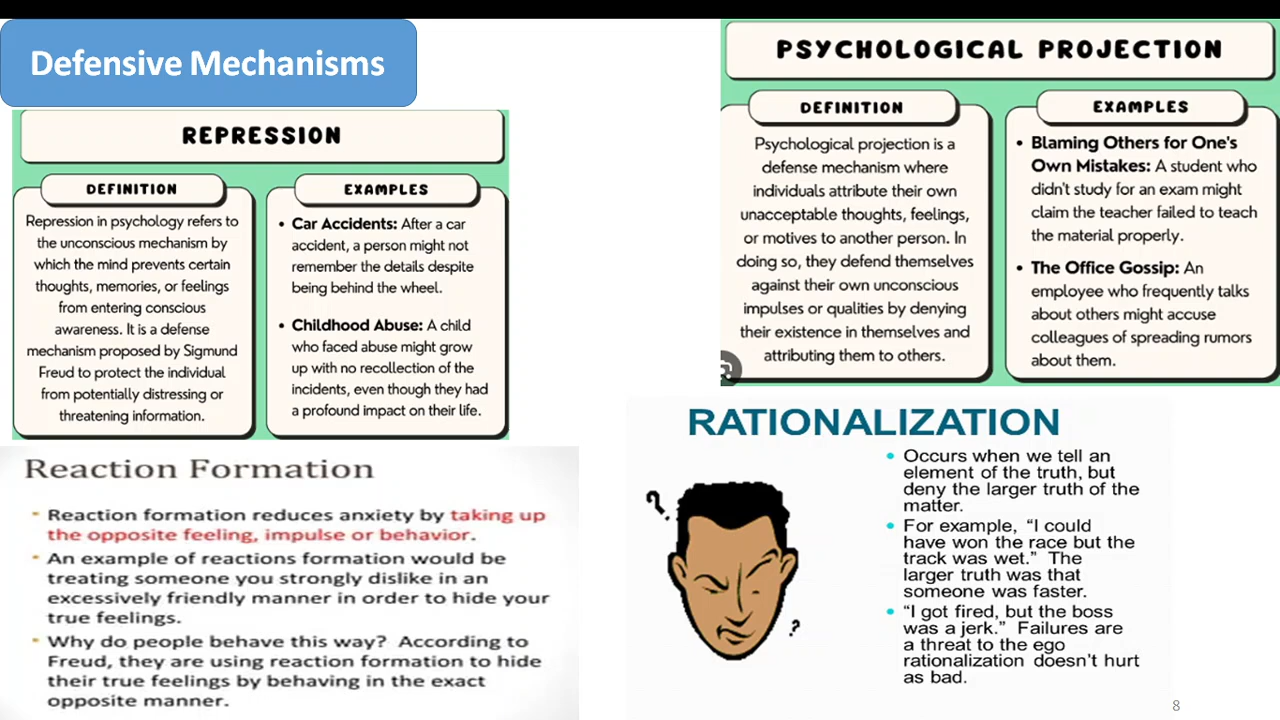 Defensive Mechanisms
REPRESSION
DEFINITION
Repression in psychology refers to
the unconscious mechanism by
which the mind prevents certain
thoughts, memories, or feelings
from entering conscious
awareness. It is a defense
mechanism proposed by Sigmund
Freud to protect the individual
from potentially distressing or
threatening information.
EXAMPLES
• Car Accidents: After a car
accident, a person might not
remember the details despite
being behind the wheel.
• Childhood Abuse: A child
who faced abuse might grow
up with no recollection of the
incidents, even though they had
a profound impact on their life.
PSYCHOLOGICAL PROJECTION
DEFINITION
Psychological projection is a
defense mechanism where
individuals attribute their own
unacceptable thoughts, feelings,
or motives to another person. In
doing so, they defend themselves
against their own unconscious
impulses or qualities by denying
their existence in themselves and
attributing them to others.
EXAMPLES
• Blaming Others for One's
Own Mistakes: A student who
didn't study for an exam might
claim the teacher failed to teach
the material properly.
• The Office Gossip: An
employee who frequently talks
about others might accuse
colleagues of spreading rumors
about them.
Reaction Formation
- Reaction formation reduces anxiety by taking up
the opposite feeling, impulse or behavior.
- An example of reactions formation would be
treating someone you strongly dislike in an
excessively friendly manner in order to hide your
true feelings.
- Why do people behave this way? According to
Freud, they are using reaction formation to hide
their true feelings by behaving in the exact
opposite manner.
RATIONALIZATION
• Occurs when we tell an
element of the truth, but
deny the larger truth of the
matter.
• For example, “I could
have won the race but the
track was wet.” The
larger truth was that
someone was faster.
• “I got fired, but the boss
was a jerk.” Failures are
a threat to the ego
rationalization doesn’t hurt
as bad.
?
?
8